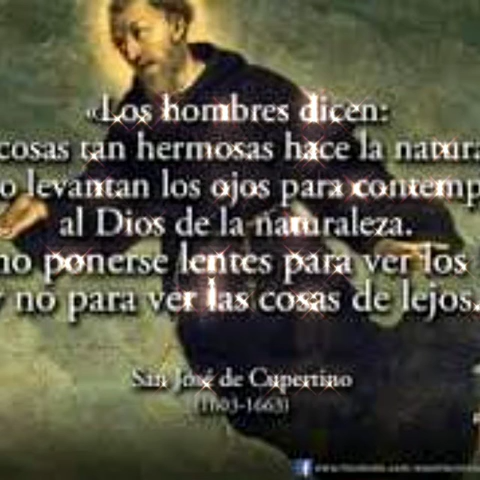 «Los hombres dicen:
cosas tan hermosas hace la natura
o levantan los ojos para contemp
al Dios de la naturaleza.
no ponerse lentes para ver los
y no para ver las cosas de lejos.
San José de Cupertino
(1603-1663)